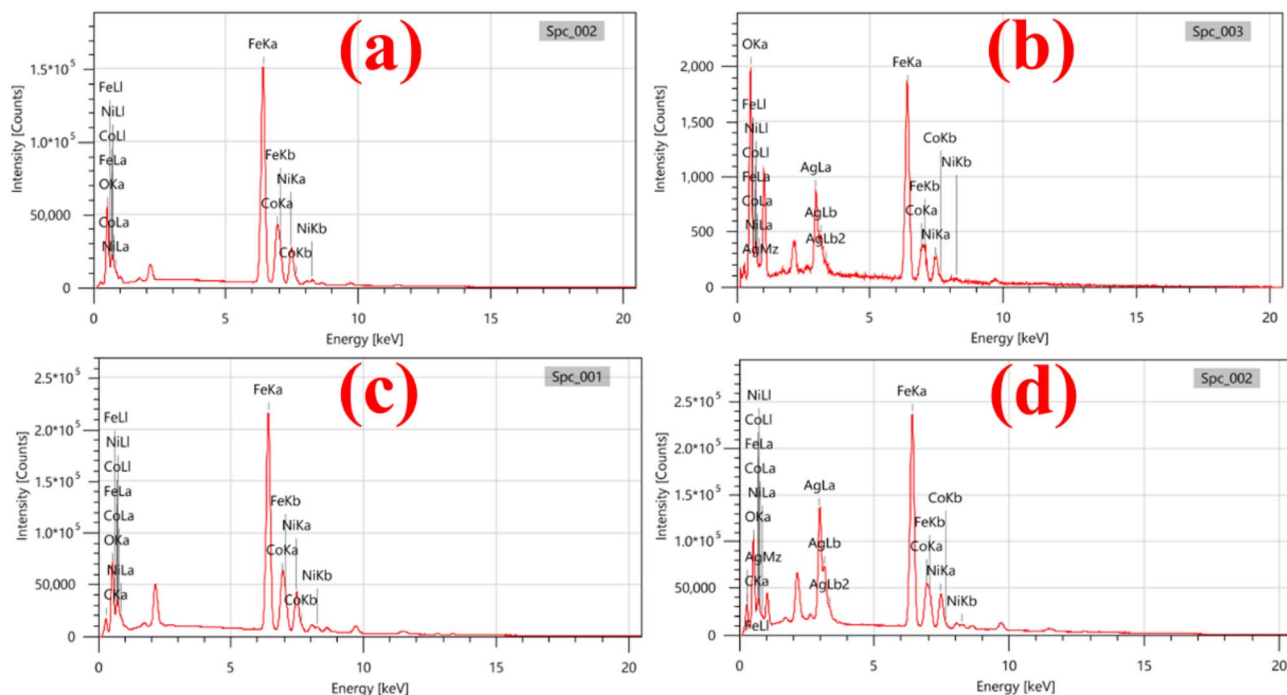 (a)
Spc_002
Intensity [Counts]
1.5*10^5
1.0*10^5
50,000
0
FeLl
NiLl
CoLl
FeLa
OKa
CoLa
NiLa
FeKa
FeKb
NiKa
CoKa
NiKb
CoKb
0 5 10 15 20
Energy [keV]
(b)
Spc_003
Intensity [Counts]
2,000
1,500
1,000
500
0
OKa
FeLl
NiLl
CoLl
FeLa
CoLa
NiLa
AgMz
AgLa
AgLb
AgLb2
FeKa
CoKb
NiKb
FeKb
CoKa
NiKa
0 5 10 15 20
Energy [keV]
(c)
Spc_001
Intensity [Counts]
2.5*10^5
2.0*10^5
1.5*10^5
1.0*10^5
50,000
0
FeLl
NiLl
CoLl
FeLa
CoLa
OKa
NiLa
CKa
FeKa
FeKb
NiKa
CoKa
NiKb
CoKb
0 5 10 15 20
Energy [keV]
(d)
Spc_002
Intensity [Counts]
2.5*10^5
2.0*10^5
1.5*10^5
1.0*10^5
50,000
0
NiLl
CoLl
FeLa
CoLa
NiLa
OKa
AgMz
CKa
FeLl
AgLa
AgLb
AgLb2
FeKa
CoKb
FeKb
CoKa
NiKa
NiKb
0 5 10 15 20
Energy [keV]